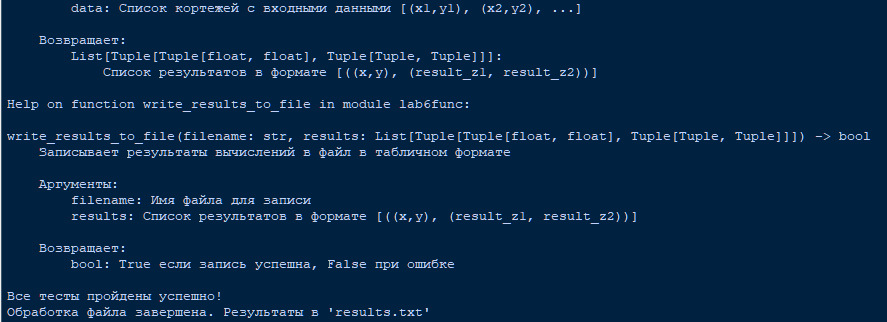 data: Список кортежей с входными данными [(x1,y1), (x2,y2), ...]
Возвращает:
List[Tuple[Tuple[float, float], Tuple[Tuple, Tuple]]]:
Список результатов в формате [((x,y), (result_z1, result_z2))]
Help on function write_results_to_file in module lab6func:
write_results_to_file(filename: str, results: List[Tuple[Tuple[float, float], Tuple[Tuple, Tuple]]]) -> bool
Записывает результаты вычислений в файл в табличном формате
Аргументы:
filename: Имя файла для записи
results: Список результатов в формате [((x,y), (result_z1, result_z2))]
Возвращает:
bool: True если запись успешна, False при ошибке
Все тесты пройдены успешно!
Обработка файла завершена. Результаты в 'results.txt'